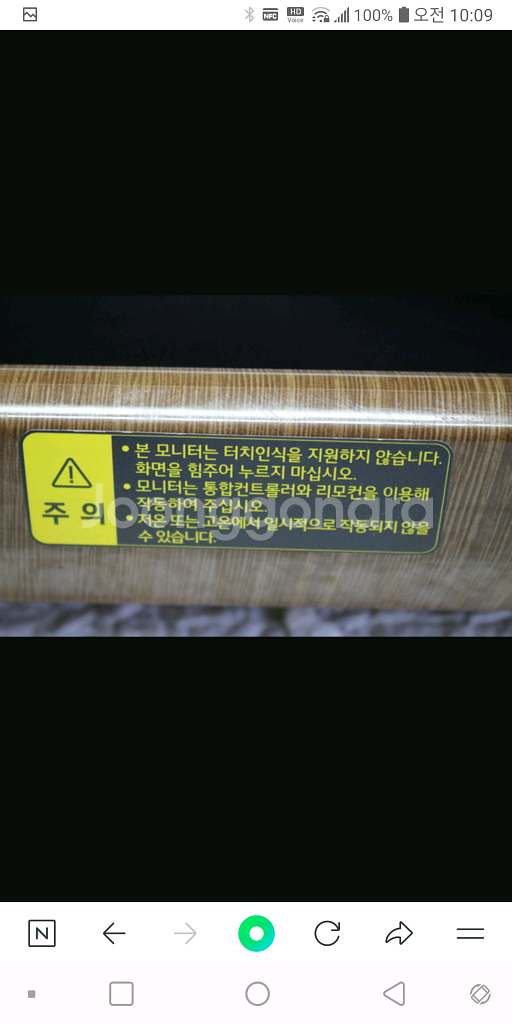 NFC HD Voice 100% 오전 10:09
본 모니터는 터치인식을 지원하지 않습니다.
화면을 힘주어 누르지 마십시오.
모니터는 통합컨트롤러와 리모컨을 이용해
작동하여 주십시오.
저온 또는 고온에서 일시적으로 작동되지 않을
수 있습니다.
주 의
Joonggonara
N